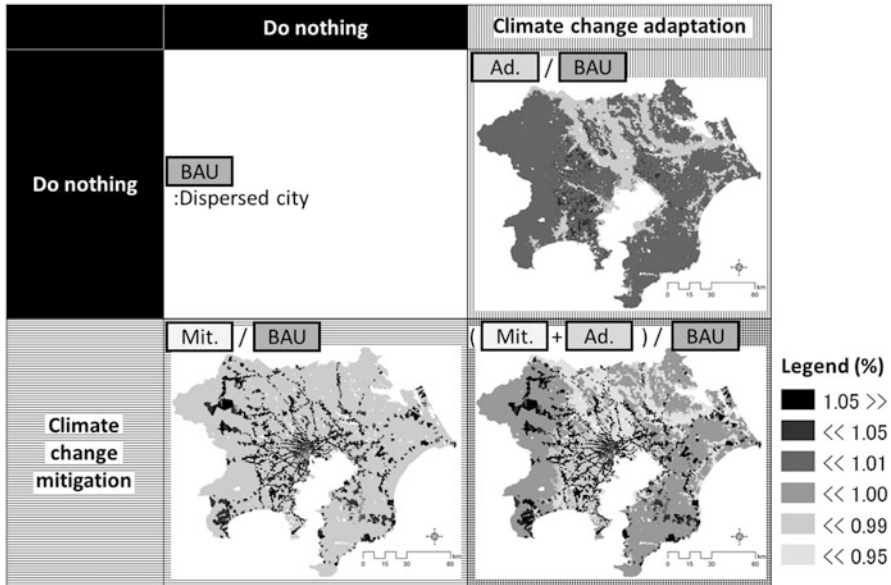 Do nothing
Climate change adaptation
Do nothing
BAU
:Dispersed city
Ad. / BAU
0 15 30 60
km
Climate
change
mitigation
Mit. / BAU
0 15 30 60
km
( Mit. + Ad. ) / BAU
0 15 30 60
km
Legend (%)
1.05 >>
<< 1.05
<< 1.01
<< 1.00
<< 0.99
<< 0.95